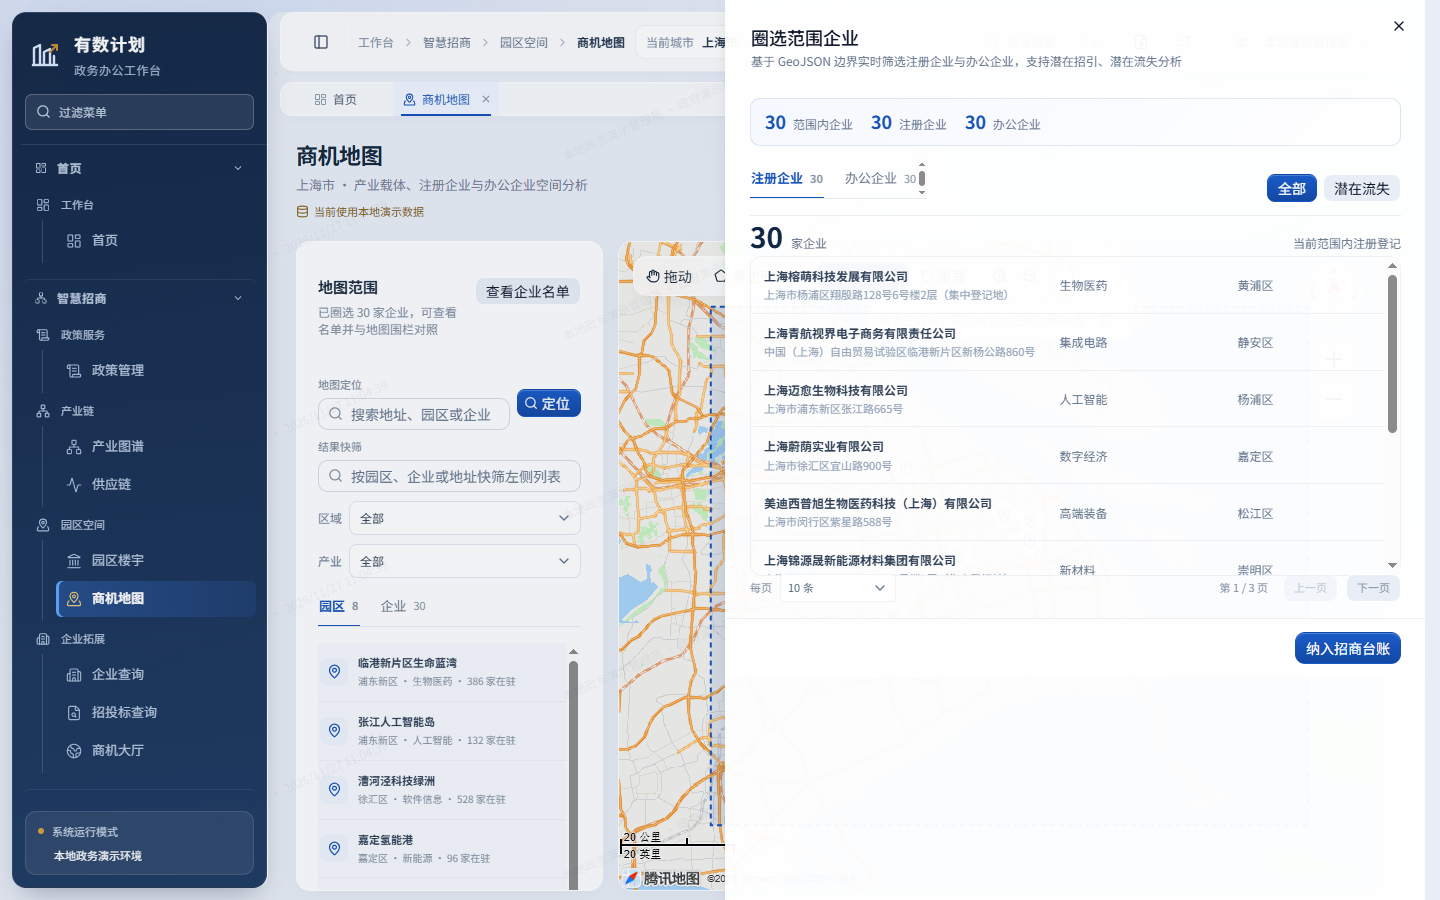 有数计划
政务办公工作台
过滤菜单
首页
工作台
首页
智慧招商
政策服务
政策管理
产业链
产业图谱
供应链
园区空间
园区楼宇
商机地图
企业拓展
企业查询
招投标查询
商机大厅
系统运行模式
本地政务演示环境
工作台 > 智慧招商 > 园区空间 > 商机地图
当前城市 上海市
首页
商机地图
商机地图
上海市 · 产业载体、注册企业与办公企业空间分析
当前使用本地演示数据
地图范围
查看企业名单
已圈选 30 家企业，可查看
名单并与地图围栏对照
地图定位
搜索地址、园区或企业
定位
结果快筛
按园区、企业或地址快筛左侧列表
区域 全部
产业 全部
园区 8
企业 30
临港新片区生命蓝湾
浦东新区 · 生物医药 · 386 家在驻
张江人工智能岛
浦东新区 · 人工智能 · 132 家在驻
漕河泾科技绿洲
徐汇区 · 软件信息 · 528 家在驻
嘉定氢能港
嘉定区 · 新能源 · 96 家在驻
拖动
20 公里
20 英里
腾讯地图
圈选范围企业
基于 GeoJSON 边界实时筛选注册企业与办公企业，支持潜在招引、潜在流失分析
30 范围内企业 30 注册企业 30 办公企业
注册企业 30
办公企业 30
全部
潜在流失
30 家企业
当前范围内注册登记
上海榕萌科技发展有限公司
上海市杨浦区翔殷路128号6号楼2层（集中登记地）
生物医药
黄浦区
上海青航视界电子商务有限责任公司
中国（上海）自由贸易试验区临港新片区新杨公路860号
集成电路
静安区
上海迈愈生物科技有限公司
上海市浦东新区张江路665号
人工智能
杨浦区
上海蔚荫实业有限公司
上海市徐汇区宜山路900号
数字经济
嘉定区
美迪西普旭生物医药科技（上海）有限公司
上海市闵行区紫星路588号
高端装备
松江区
上海锦源晟新能源材料集团有限公司
新材料
崇明区
每页 10 条
第 1 / 3 页
上一页
下一页
纳入招商台账